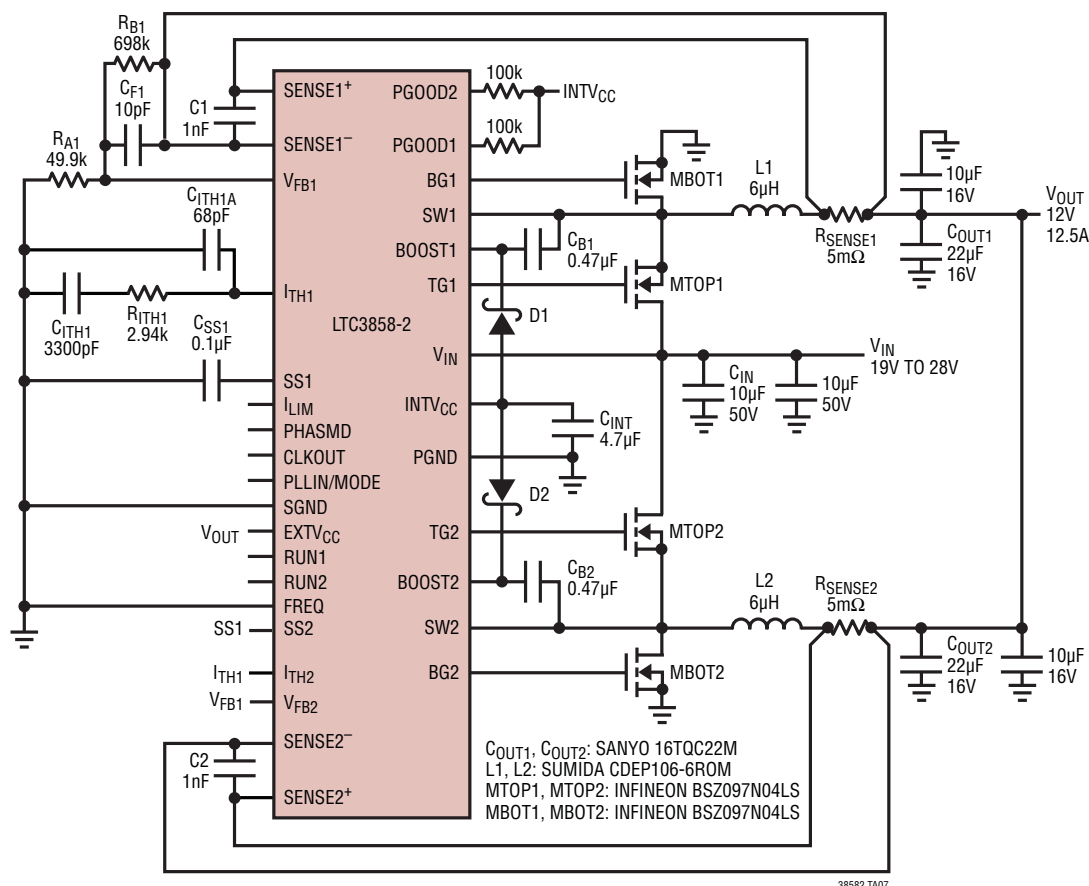 RB1
698k
CF1
10pF
C1
1nF
RA1
49.9k
CITH1A
68pF
CITH1
3300pF
RITH1
2.94k
CSS1
0.1µF
VOUT
SS1
ITH1
VFB1
C2
1nF
SENSE1+
SENSE1–
VFB1
ITH1
LTC3858-2
SS1
ILIM
PHASMD
CLKOUT
PLLIN/MODE
SGND
EXTVCC
RUN1
RUN2
FREQ
SS2
ITH2
VFB2
SENSE2–
SENSE2+
PGOOD2
PGOOD1
BG1
SW1
BOOST1
TG1
VIN
INTVCC
PGND
TG2
BOOST2
SW2
BG2
100k
INTVCC
100k
MBOT1
L1
6µH
RSENSE1
5mΩ
10µF
16V
VOUT
12V
12.5A
COUT1
22µF
16V
CB1
0.47µF
MTOP1
D1
VIN
19V TO 28V
CIN
10µF
50V
10µF
50V
CINT
4.7µF
D2
MTOP2
CB2
0.47µF
L2
6µH
RSENSE2
5mΩ
COUT2
22µF
16V
10µF
16V
MBOT2
COUT1, COUT2: SANYO 16TQC22M
L1, L2: SUMIDA CDEP106-6ROM
MTOP1, MTOP2: INFINEON BSZ097N04LS
MBOT1, MBOT2: INFINEON BSZ097N04LS
38582 TA07